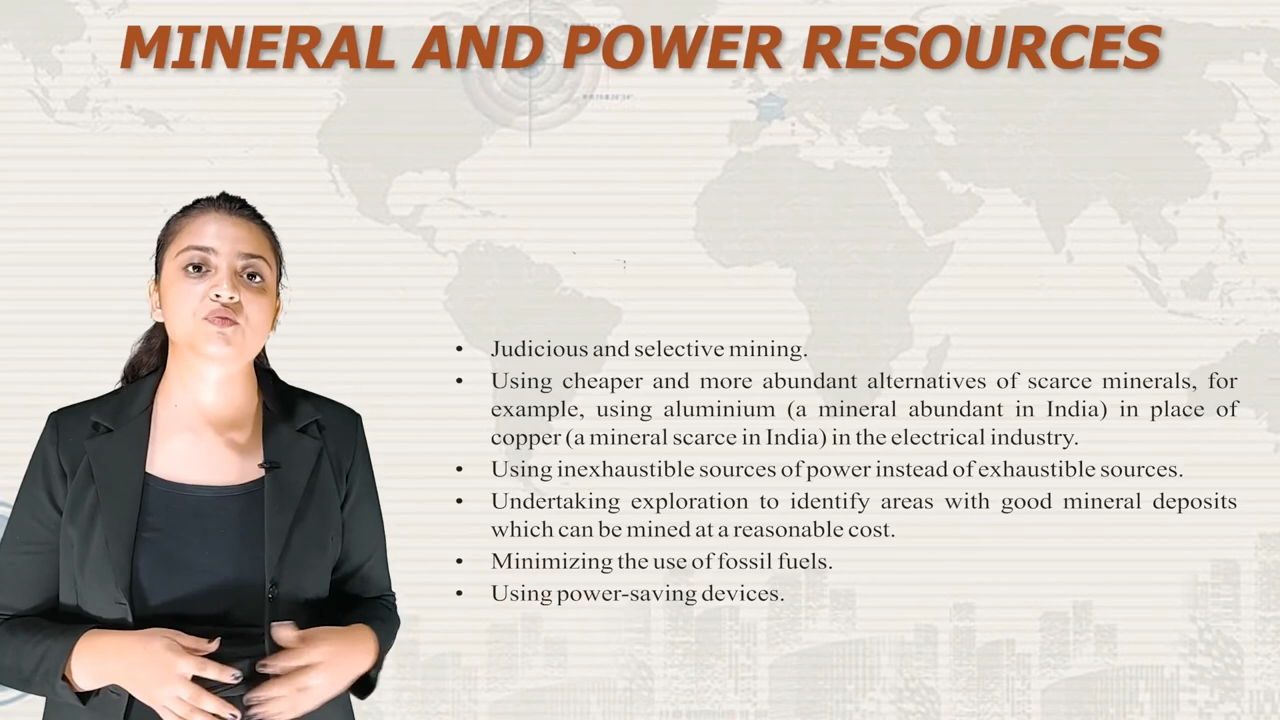 MINERAL AND POWER RESOURCES
• Judicious and selective mining.
• Using cheaper and more abundant alternatives of scarce minerals, for
example, using aluminium (a mineral abundant in India) in place of
copper (a mineral scarce in India) in the electrical industry.
• Using inexhaustible sources of power instead of exhaustible sources.
• Undertaking exploration to identify areas with good mineral deposits
which can be mined at a reasonable cost.
• Minimizing the use of fossil fuels.
• Using power-saving devices.